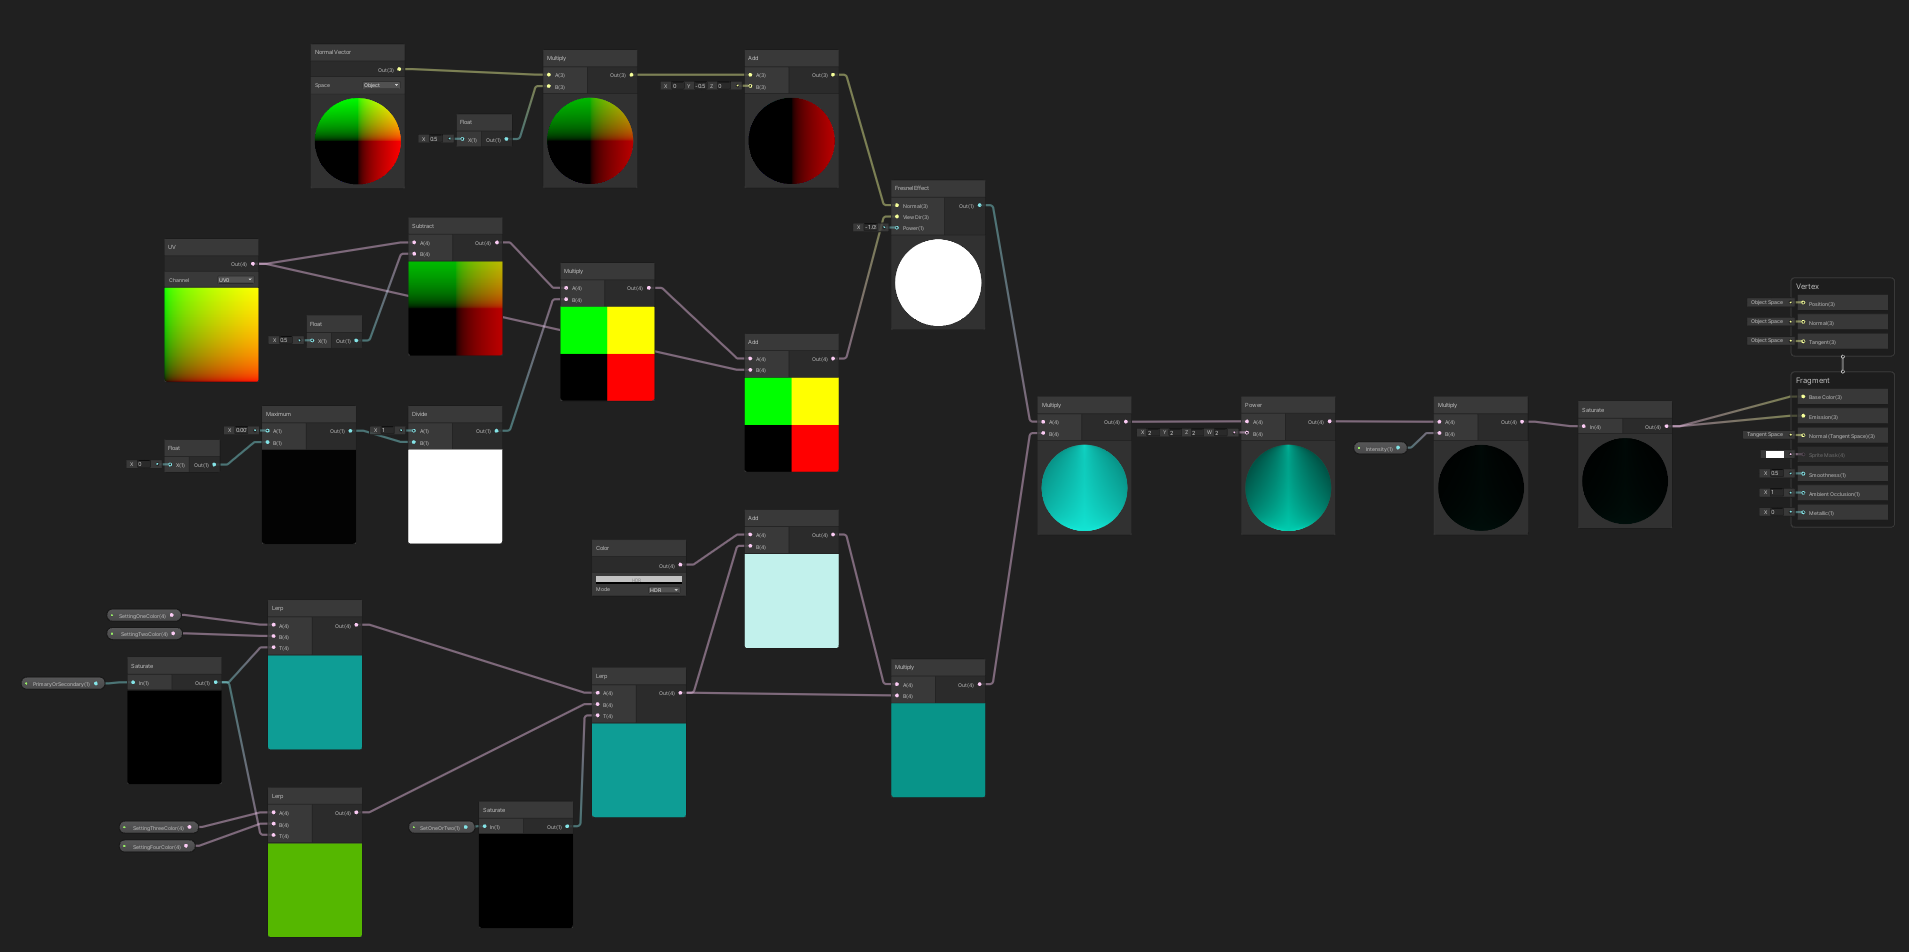 Normal Vector
Out(3)
Space Object
Multiply
A(3) Out(3)
B(3)
Add
A(3) Out(3)
X 0 Y -0.5 Z 0 B(3)
Float
X 0.5 X(1) Out(1)
Fresnel Effect
Normal(3) Out(1)
View Dir(3)
Power(1)
UV
Out(4)
Channel UV0
Subtract
A(4) Out(4)
B(4)
Multiply
A(4) Out(4)
B(4)
Float
X 0.5 X(1) Out(1)
Add
A(4) Out(4)
B(4)
Maximum
A(1) Out(1)
B(1)
Float
X 0 X(1) Out(1)
Divide
X 1 A(1) Out(1)
B(1)
Color
Out(4)
HDR
Mode HDR
Add
A(4) Out(4)
B(4)
SettingOneColor(4)
SettingTwoColor(4)
Lerp
A(4) Out(4)
B(4)
T(4)
PrimaryOrSecondary(1)
Saturate
In(1) Out(1)
Lerp
A(4) Out(4)
B(4)
T(4)
Multiply
A(4) Out(4)
B(4)
SettingThreeColor(4)
SettingFourColor(4)
Lerp
A(4) Out(4)
B(4)
T(4)
SetOneOrTwo(1)
Saturate
In(1) Out(1)
Multiply
A(4) Out(4)
B(4)
Power
A(4) Out(4)
X 2 Y 2 Z 2 W 2 B(4)
Multiply
A(4) Out(4)
Intensity(1) B(4)
Saturate
In(4) Out(4)
Vertex
Object Space Position(3)
Object Space Normal(3)
Object Space Tangent(3)
Fragment
Base Color(3)
Emission(3)
Tangent Space Normal (Tangent Space)(3)
Sprite Mask(4)
X 0.5 Smoothness(1)
X 1 Ambient Occlusion(1)
X 0 Metallic(1)